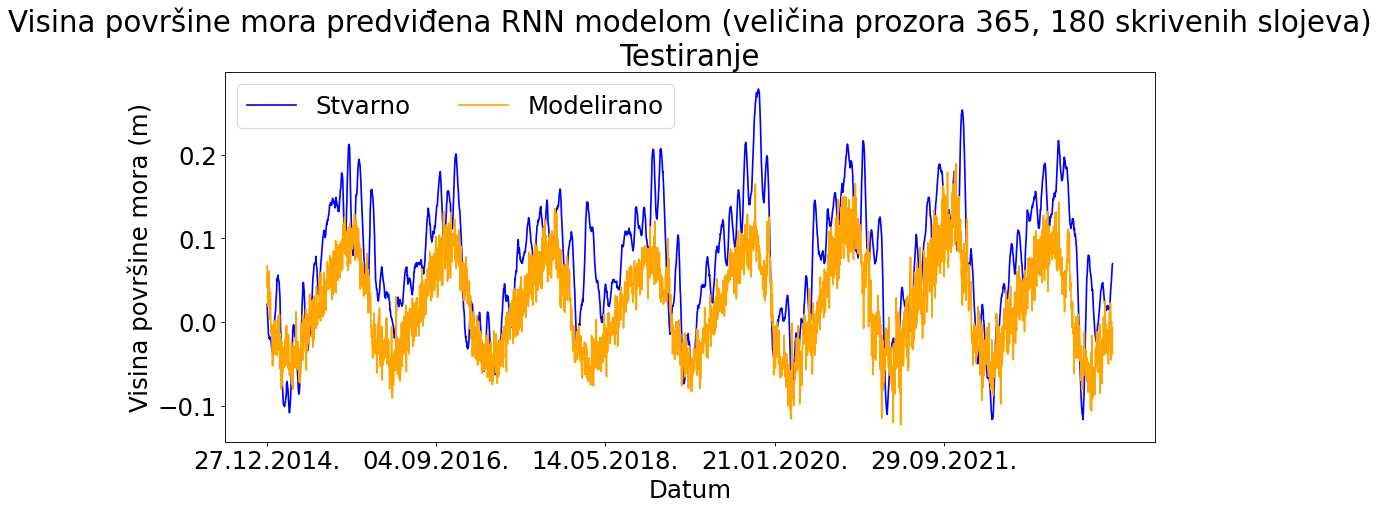 Visina površine mora predviđena RNN modelom (veličina prozora 365, 180 skrivenih slojeva)
Testiranje
Stvarno
Modelirano
Visina površine mora (m)
0.2
0.1
0.0
−0.1
27.12.2014.
04.09.2016.
14.05.2018.
21.01.2020.
29.09.2021.
Datum